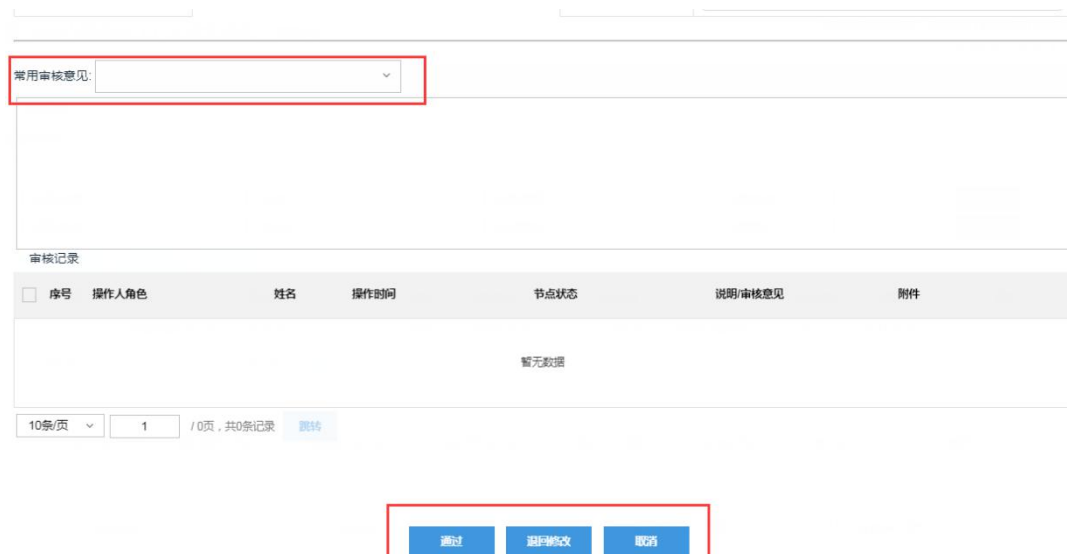 常用审核意见:
审核记录
序号 操作人角色 姓名 操作时间 节点状态 说明/审核意见 附件
暂无数据
10条/页 1 / 0页，共0条记录 跳转
通过 退回修改 取消